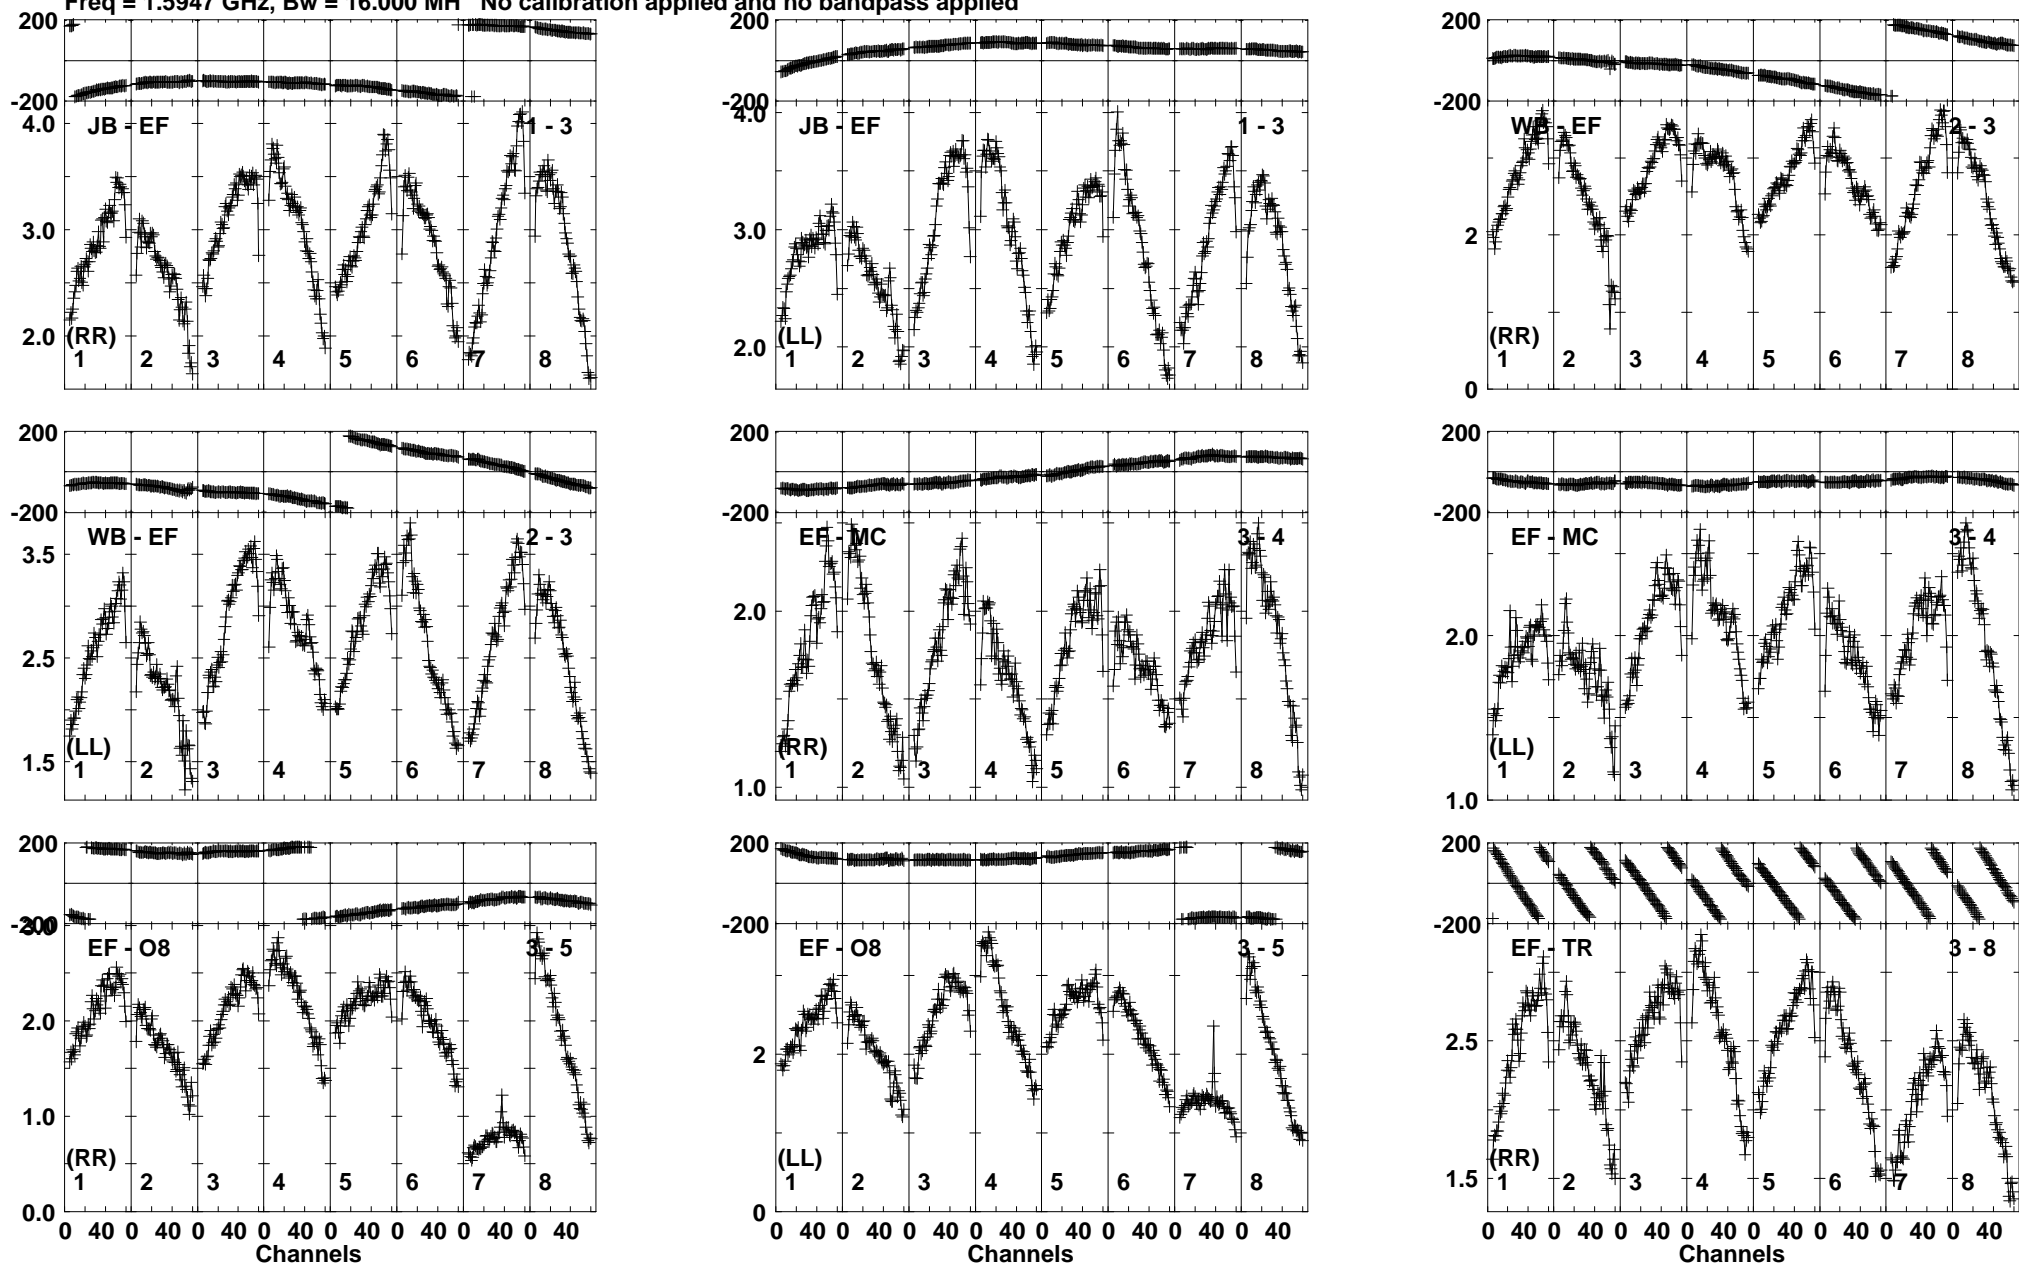 Freq = 1.5947 GHz, Bw = 16.000 MH No calibration applied and no bandpass applied
200
-200
4.0
3.0
2.0
JB - EF
1 - 3
(RR)
1 2 3 4 5 6 7 8
200
-200
4.0
3.0
2.0
JB - EF
1 - 3
(LL)
1 2 3 4 5 6 7 8
200
-200
2
0
WB - EF
2 - 3
(RR)
1 2 3 4 5 6 7 8
200
-200
3.5
2.5
1.5
WB - EF
2 - 3
(LL)
1 2 3 4 5 6 7 8
200
-200
2.0
1.0
EF - MC
3 - 4
(RR)
1 2 3 4 5 6 7 8
200
-200
2.0
1.0
EF - MC
3 - 4
(LL)
1 2 3 4 5 6 7 8
200
-200
3.0
2.0
1.0
0.0
EF - O8
3 - 5
(RR)
1 2 3 4 5 6 7 8
0 40 0 40 0 40 0 40 0 40 0 40 0 40 0 40
Channels
200
-200
2
0
EF - O8
3 - 5
(LL)
1 2 3 4 5 6 7 8
0 40 0 40 0 40 0 40 0 40 0 40 0 40 0 40
Channels
200
-200
2.5
1.5
EF - TR
3 - 8
(RR)
1 2 3 4 5 6 7 8
0 40 0 40 0 40 0 40 0 40 0 40 0 40 0 40
Channels